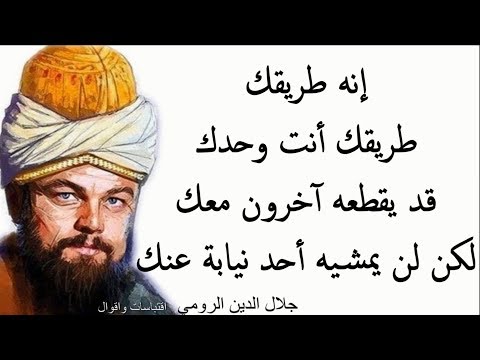 إنه طريقك
طريقك أنت وحدك
قد يقطعه آخرون معك
لكن لن يمشيه أحد نيابة عنك
جلال الدين الرومي اقتباسات واقوال